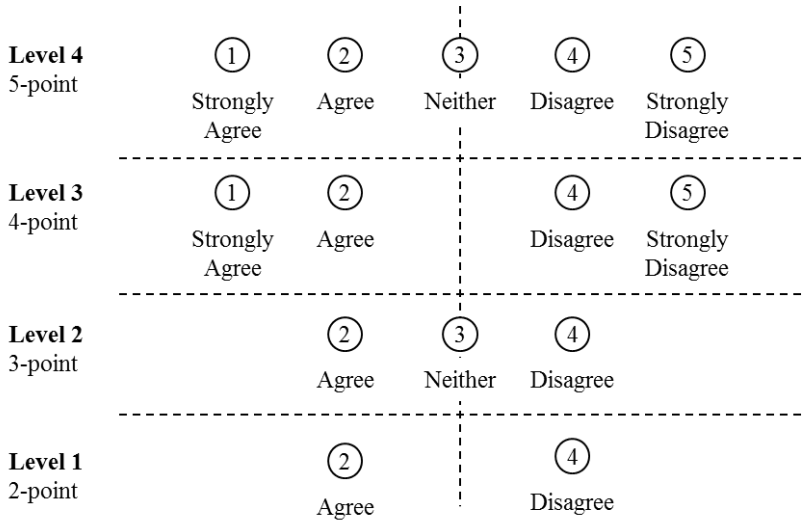 Level 4
5-point
1 2 3 4 5
Strongly Agree Neither Disagree Strongly
Agree Disagree
Level 3
4-point
1 2 4 5
Strongly Agree Disagree Strongly
Agree Disagree
Level 2
3-point
2 3 4
Agree Neither Disagree
Level 1
2-point
2 4
Agree Disagree